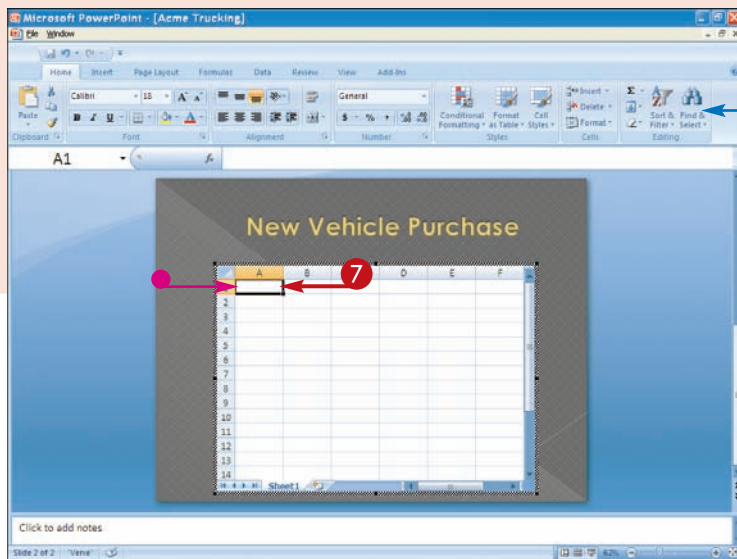 Microsoft PowerPoint - [Acme Trucking]
File Window
Home Insert Page Layout Formulas Data Review View Add-Ins
Calibri 18 A A General
Paste B I U A $ % , Conditional Formatting Format as Table Cell Styles Insert Delete Format Σ Sort & Filter Find & Select
Clipboard Font Alignment Number Styles Cells Editing
A1 fx
New Vehicle Purchase
A B D E F
7
2
3
4
5
6
7
8
9
10
11
12
13
14
Sheet1
Click to add notes
Slide 2 of 2 "Verve" 62%